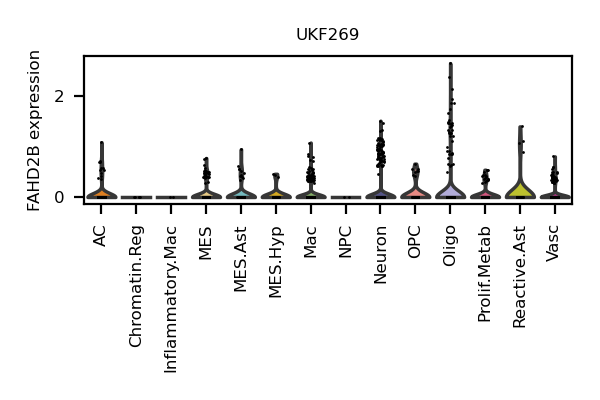 UKF269
FAHD2B expression
2
0
AC
Chromatin.Reg
Inflammatory.Mac
MES
MES.Ast
MES.Hyp
Mac
NPC
Neuron
OPC
Oligo
Prolif.Metab
Reactive.Ast
Vasc